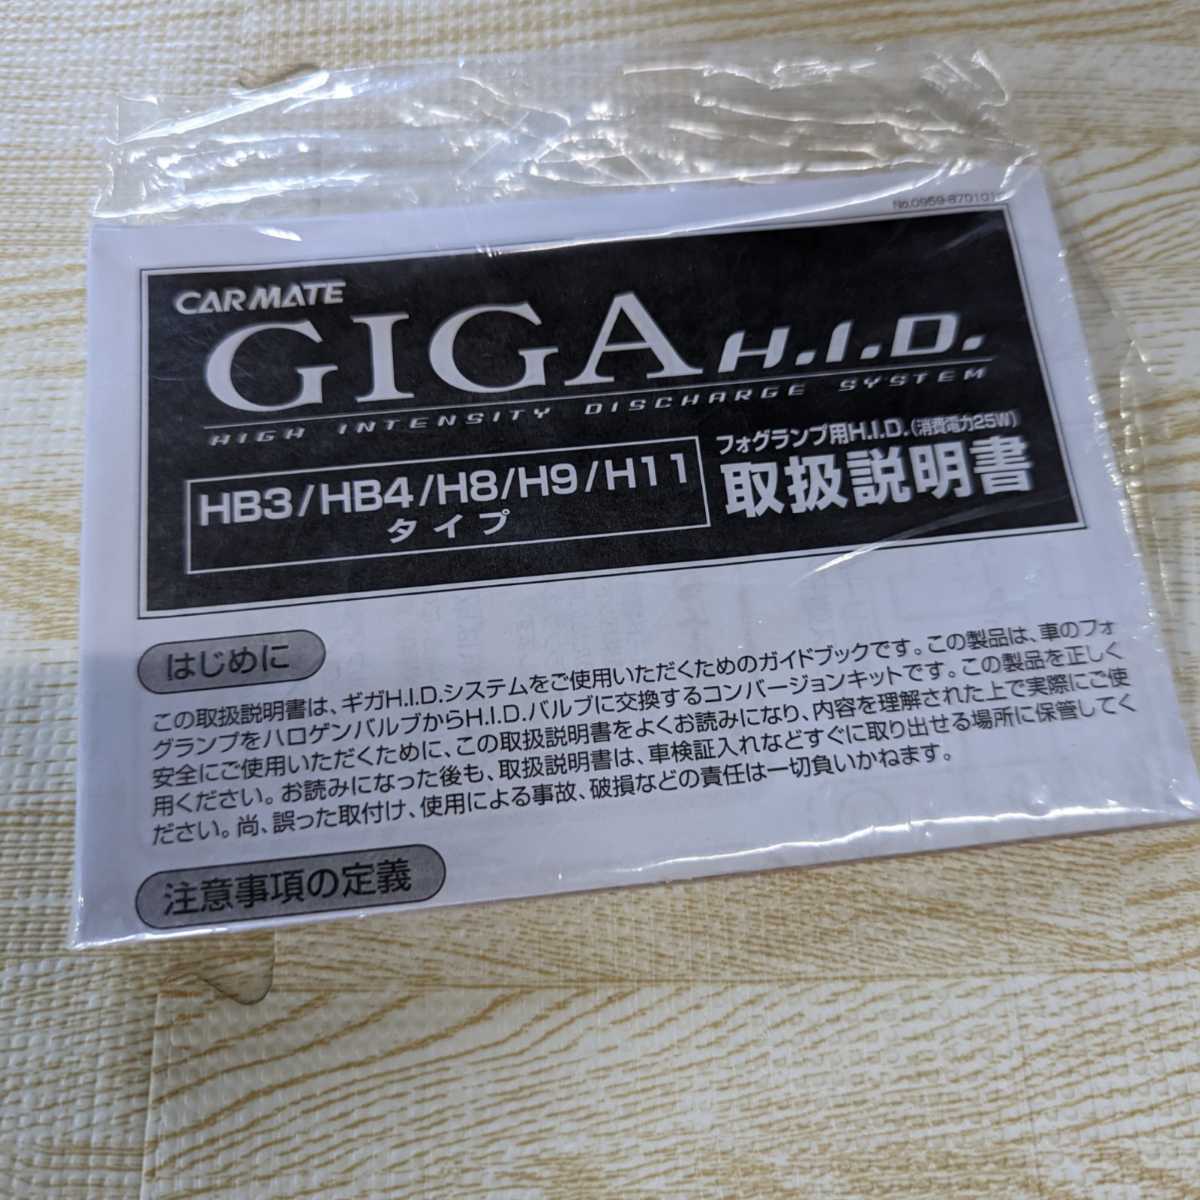 No.0959-870101
CARMATE
GIGA H.I.D.
HIGH INTENSITY DISCHARGE SYSTEM
HB3/HB4/H8/H9/H11
タイプ
フォグランプ用H.I.D.(消費電力25W)
取扱説明書
はじめに
この取扱説明書は、ギガH.I.D.システムをご使用いただくためのガイドブックです。この製品は、車のフォ
グランプをハロゲンバルブからH.I.D.バルブに交換するコンバージョンキットです。この製品を正しく
安全にご使用いただくために、この取扱説明書をよくお読みになり、内容を理解された上で実際にご使
用ください。お読みになった後も、取扱説明書は、車検証入れなどすぐに取り出せる場所に保管してく
ださい。尚、誤った取付け、使用による事故、破損などの責任は一切負いかねます。
注意事項の定義